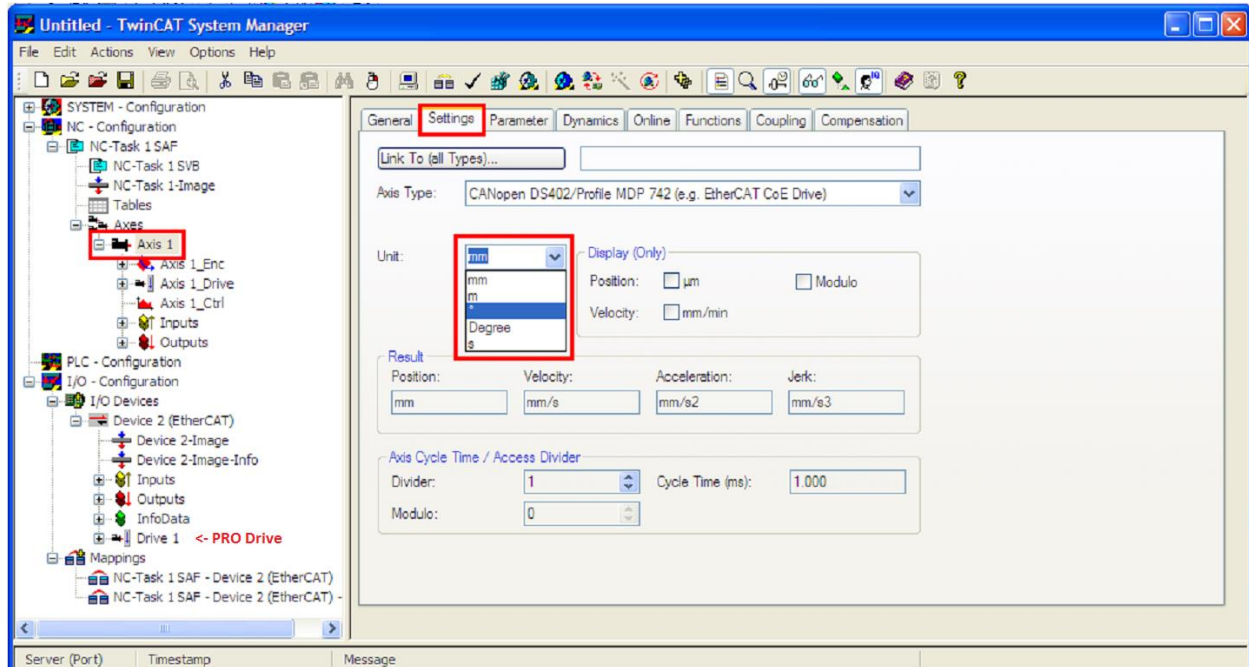 Untitled - TwinCAT System Manager
File Edit Actions View Options Help
SYSTEM - Configuration
NC - Configuration
NC-Task 1 SAF
NC-Task 1 SVB
NC-Task 1-Image
Tables
Axes
Axis 1
Axis 1_Enc
Axis 1_Drive
Axis 1_Ctrl
Inputs
Outputs
PLC - Configuration
I/O - Configuration
I/O Devices
Device 2 (EtherCAT)
Device 2-Image
Device 2-Image-Info
Inputs
Outputs
InfoData
Drive 1 <- PRO Drive
Mappings
NC-Task 1 SAF - Device 2 (EtherCAT)
NC-Task 1 SAF - Device 2 (EtherCAT) -
General Settings Parameter Dynamics Online Functions Coupling Compensation
Link To (all Types)...
Axis Type: CANopen DS402/Profile MDP 742 (e.g. EtherCAT CoE Drive)
Unit: mm
mm
m
°
Degree
s
Display (Only)
Position: µm Modulo
Velocity: mm/min
Result
Position: Velocity: Acceleration: Jerk:
mm mm/s mm/s2 mm/s3
Axis Cycle Time / Access Divider
Divider: 1 Cycle Time (ms): 1.000
Modulo: 0
Server (Port) Timestamp Message